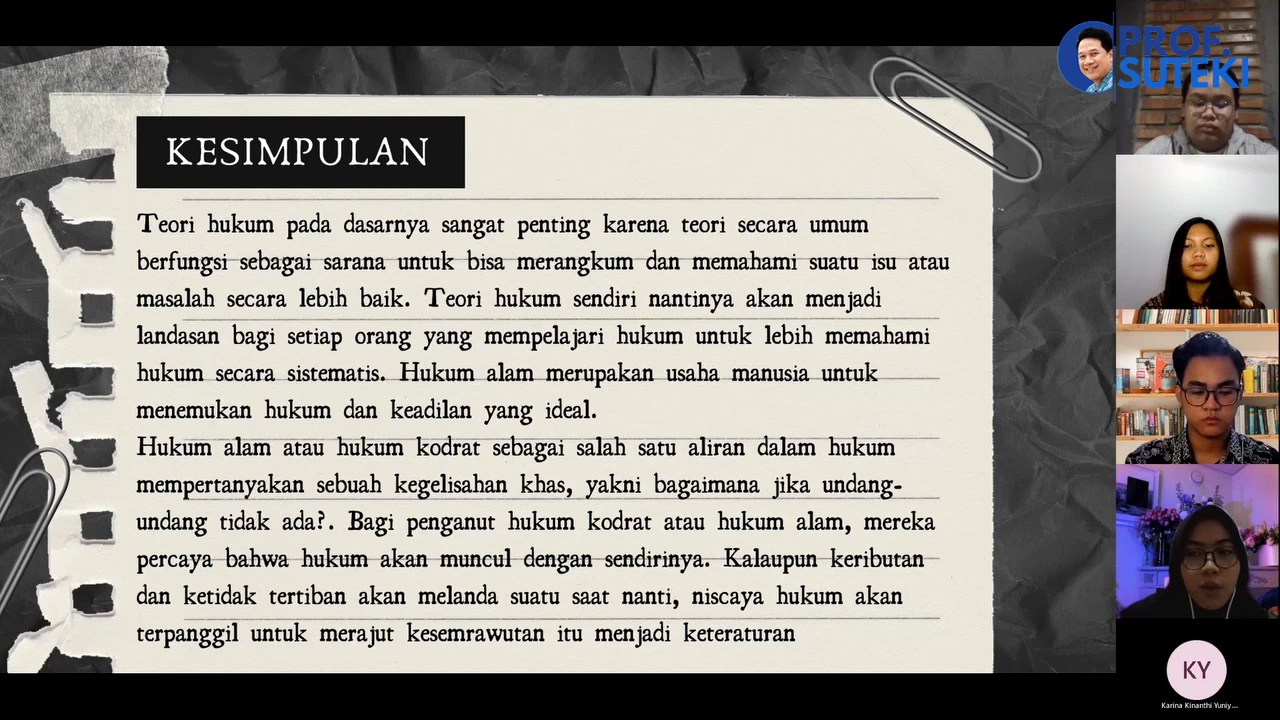 PROF.
SUTEKI
KESIMPULAN
Teori hukum pada dasarnya sangat penting karena teori secara umum
berfungsi sebagai sarana untuk bisa merangkum dan memahami suatu isu atau
masalah secara lebih baik. Teori hukum sendiri nantinya akan menjadi
landasan bagi setiap orang yang mempelajari hukum untuk lebih memahami
hukum secara sistematis. Hukum alam merupakan usaha manusia untuk
menemukan hukum dan keadilan yang ideal.
Hukum alam atau hukum kodrat sebagai salah satu aliran dalam hukum
mempertanyakan sebuah kegelisahan khas, yakni bagaimana jika undang-
undang tidak ada?. Bagi penganut hukum kodrat atau hukum alam, mereka
percaya bahwa hukum akan muncul dengan sendirinya. Kalaupun keributan
dan ketidak tertiban akan melanda suatu saat nanti, niscaya hukum akan
terpanggil untuk merajut kesemrawutan itu menjadi keteraturan
KY
Karina Kinanthi Yuniy...